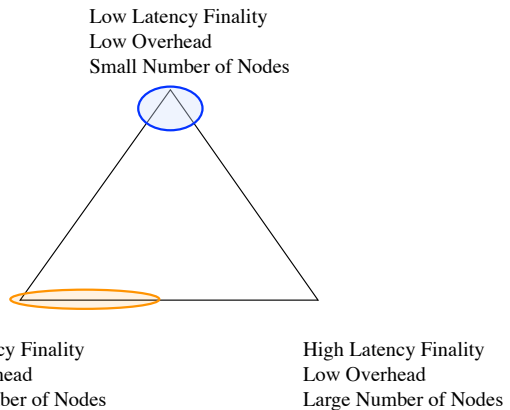 Low Latency Finality
Low Overhead
Small Number of Nodes
Finality
of Nodes
High Latency Finality
Low Overhead
Large Number of Nodes